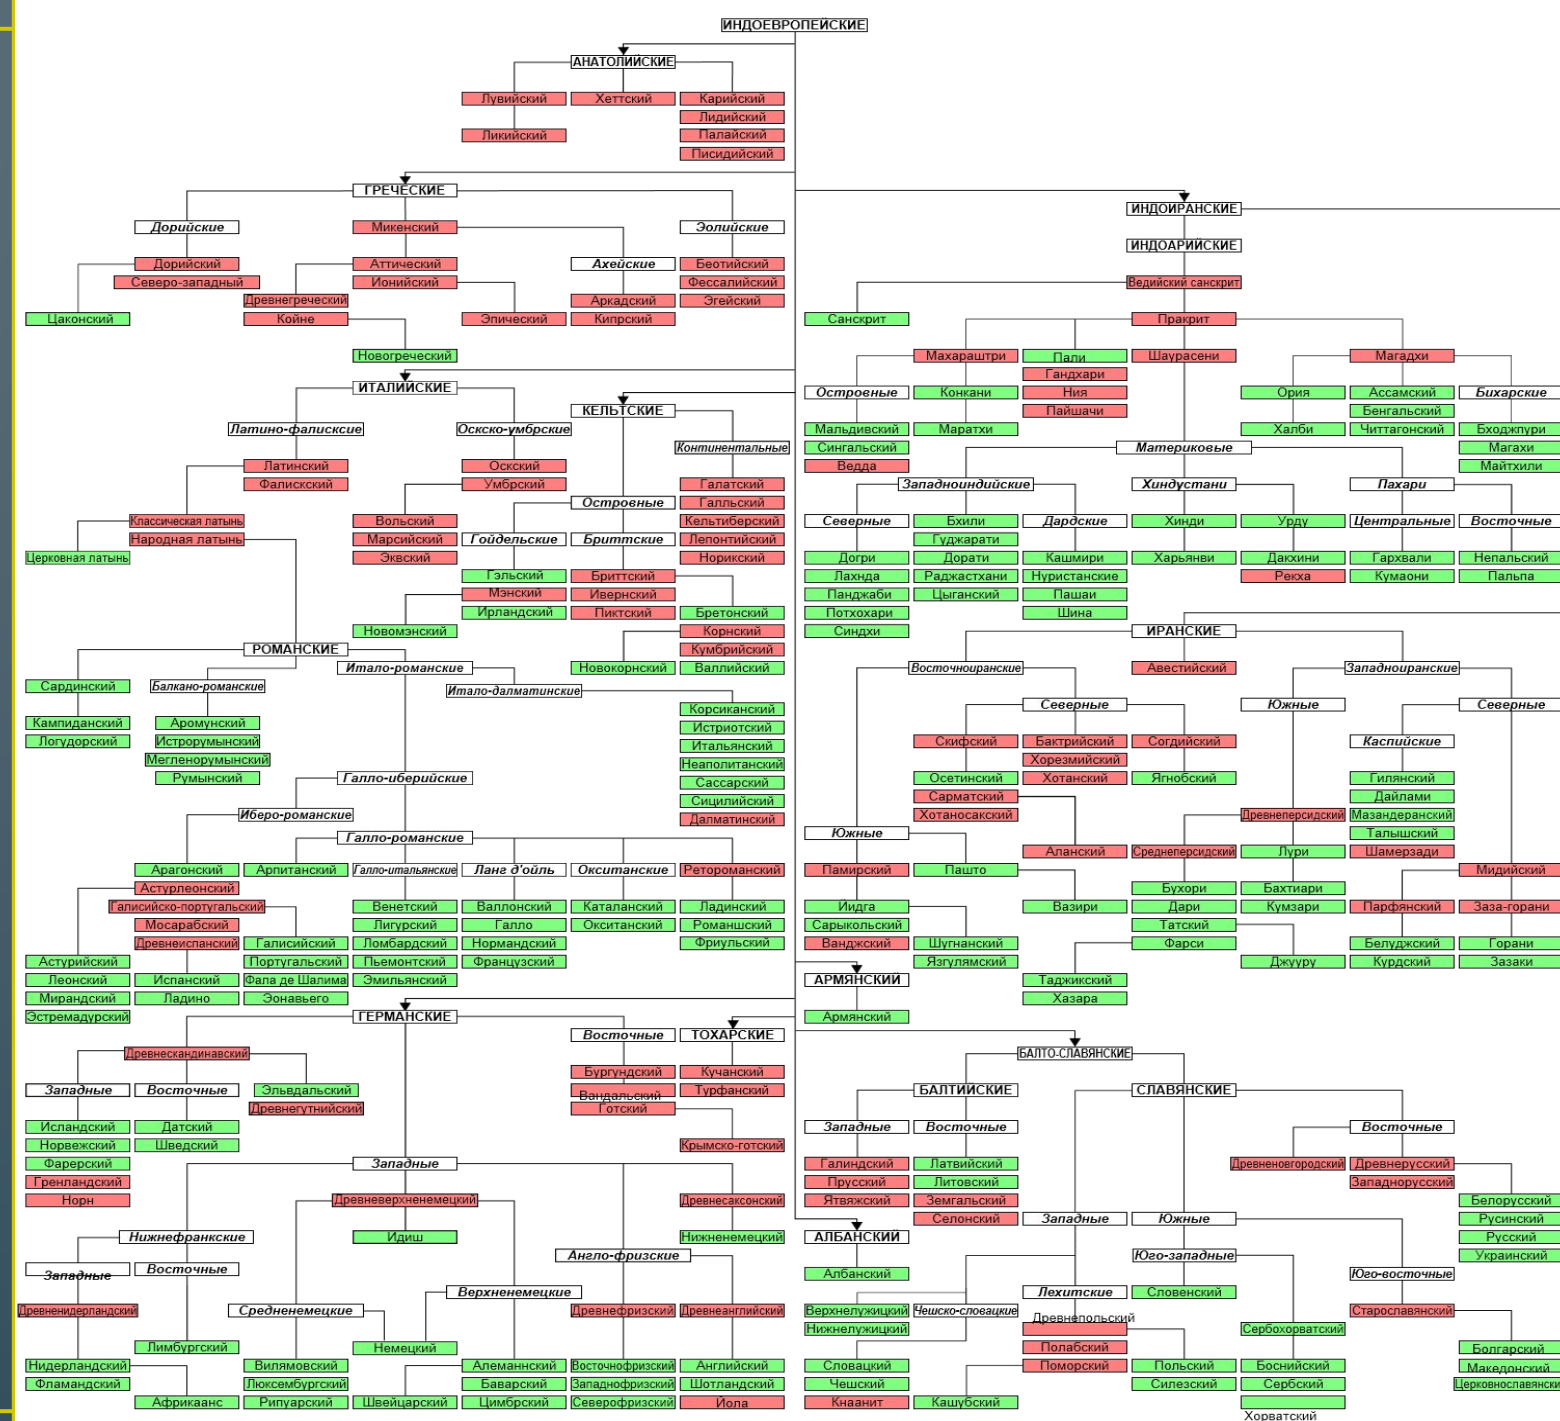 ИНДОЕВРОПЕЙСКИЕ
АНАТОЛИЙСКИЕ
Лувийский
Хеттский
Карийский
Лидийский
Ликийский
Палайский
Писидийский
ГРЕЧЕСКИЕ
Дорийские
Микенский
Эолийские
Дорийский
Северо-западный
Аттический
Ионийский
Ахейские
Беотийский
Фессалийский
Эгейский
Древнегреческий
Койне
Цаконский
Эпический
Аркадский
Кипрский
Новогреческий
ИНДОИРАНСКИЕ
ИНДОАРИЙСКИЕ
Ведийский санскрит
Санскрит
Пракрит
Махараштри
Пали
Гандхари
Ния
Пайшачи
Шаурасени
Магадхи
Островные
Конкани
Ория
Ассамский
Бенгальский
Бихарские
Мальдивский
Сингальский
Ведда
Маратхи
Халби
Читтагонский
Бходжпури
Магахи
Майтхили
Материковые
Западноиндийские
Хиндустани
Пахари
Северные
Бхили
Гуджарати
Дорати
Раджастхани
Цыганский
Дардские
Хинди
Урду
Центральные
Восточные
Догри
Лахнда
Панджаби
Потхохари
Синдхи
Кашмири
Нуристанские
Пашаи
Шина
Харьянви
Дакхини
Рекха
Гархвали
Кумаони
Непальский
Пальпа
ИТАЛИЙСКИЕ
Латино-фалисксие
Оскско-умбрские
Латинский
Фалискский
Оскский
Умбрский
Классическая латынь
Народная латынь
Церковная латынь
Вольский
Марсийский
Эквский
КЕЛЬТСКИЕ
Континентальные
Галатский
Галльский
Кельтиберский
Лепонтийский
Норикский
Островные
Гойдельские
Бриттские
Гэльский
Мэнский
Ирландский
Новомэнский
Бриттский
Ивернский
Пиктский
Бретонский
Корнский
Кумбрийский
Валлийский
Новокорнский
РОМАНСКИЕ
Сардинский
Балкано-романские
Итало-романские
Итало-далматинские
Кампиданский
Логудорский
Аромунский
Истрорумынский
Мегленорумынский
Румынский
Корсиканский
Истриотский
Итальянский
Неаполитанский
Сассарский
Сицилийский
Далматинский
Галло-иберийские
Иберо-романские
Галло-романские
Арагонский
Астурлеонский
Галисийско-португальский
Мосарабский
Древнеиспанский
Арпитанский
Галло-итальянские
Ланг д'ойль
Окситанские
Ретороманский
Венетский
Лигурский
Ломбардский
Пьемонтский
Эмильянский
Валлонский
Галло
Нормандский
Французский
Каталанский
Окситанский
Ладинский
Романшский
Фриульский
Астурийский
Леонский
Мирандский
Эстремадурский
Испанский
Ладино
Галисийский
Португальский
Фала де Шалима
Эонавьего
ИРАНСКИЕ
Восточноиранские
Авестийский
Западноиранские
Северные
Южные
Северные
Скифский
Осетинский
Сарматский
Хотаносакский
Бактрийский
Хорезмийский
Хотанский
Согдийский
Ягнобский
Каспийские
Гилянский
Дайлами
Мазандеранский
Талышский
Шамерзади
Южные
Аланский
Древнеперсидский
Среднеперсидский
Лури
Памирский
Пашто
Вазири
Бухори
Дари
Татский
Фарси
Бахтиари
Кумзари
Мидийский
Парфянский
Заза-горани
Йидга
Сарыкольский
Ванджский
Шугнанский
Язгулямский
Таджикский
Хазара
Джууру
Белуджский
Курдский
Горани
Зазаки
АРМЯНСКИЙ
Армянский
ГЕРМАНСКИЕ
Древнескандинавский
Восточные
ТОХАРСКИЕ
Западные
Восточные
Эльвдальский
Древнегутнийский
Бургундский
Вандальский
Готский
Кучанский
Турфанский
Исландский
Норвежский
Фарерский
Гренландский
Норн
Датский
Шведский
Крымско-готский
Западные
Древневерхненемецкий
Древнесаксонский
Нижнефранкские
Идиш
Нижненемецкий
Западные
Восточные
Англо-фризские
Верхненемецкие
Древненидерландский
Средненемецкие
Древнефризский
Древнеанглийский
Лимбургский
Немецкий
Нидерландский
Фламандский
Африкаанс
Вилямовский
Люксембургский
Рипуарский
Швейцарский
Алеманнский
Баварский
Цимбрский
Восточнофризский
Западнофризский
Северофризский
Английский
Шотландский
Йола
БАЛТО-СЛАВЯНСКИЕ
БАЛТИЙСКИЕ
СЛАВЯНСКИЕ
Западные
Восточные
Восточные
Галиндский
Прусский
Ятвяжский
Латвийский
Литовский
Земгальский
Селонский
Древненовгородский
Древнерусский
Западнорусский
Белорусский
Русинский
Русский
Украинский
АЛБАНСКИЙ
Албанский
Западные
Южные
Юго-западные
Юго-восточные
Лехитские
Словенский
Верхнелужицкий
Нижнелужицкий
Чешско-словацкие
Древнепольский
Полабский
Поморский
Старославянский
Сербохорватский
Словацкий
Чешский
Кнаанит
Кашубский
Польский
Силезский
Боснийский
Сербский
Хорватский
Болгарский
Македонский
Церковнославянски